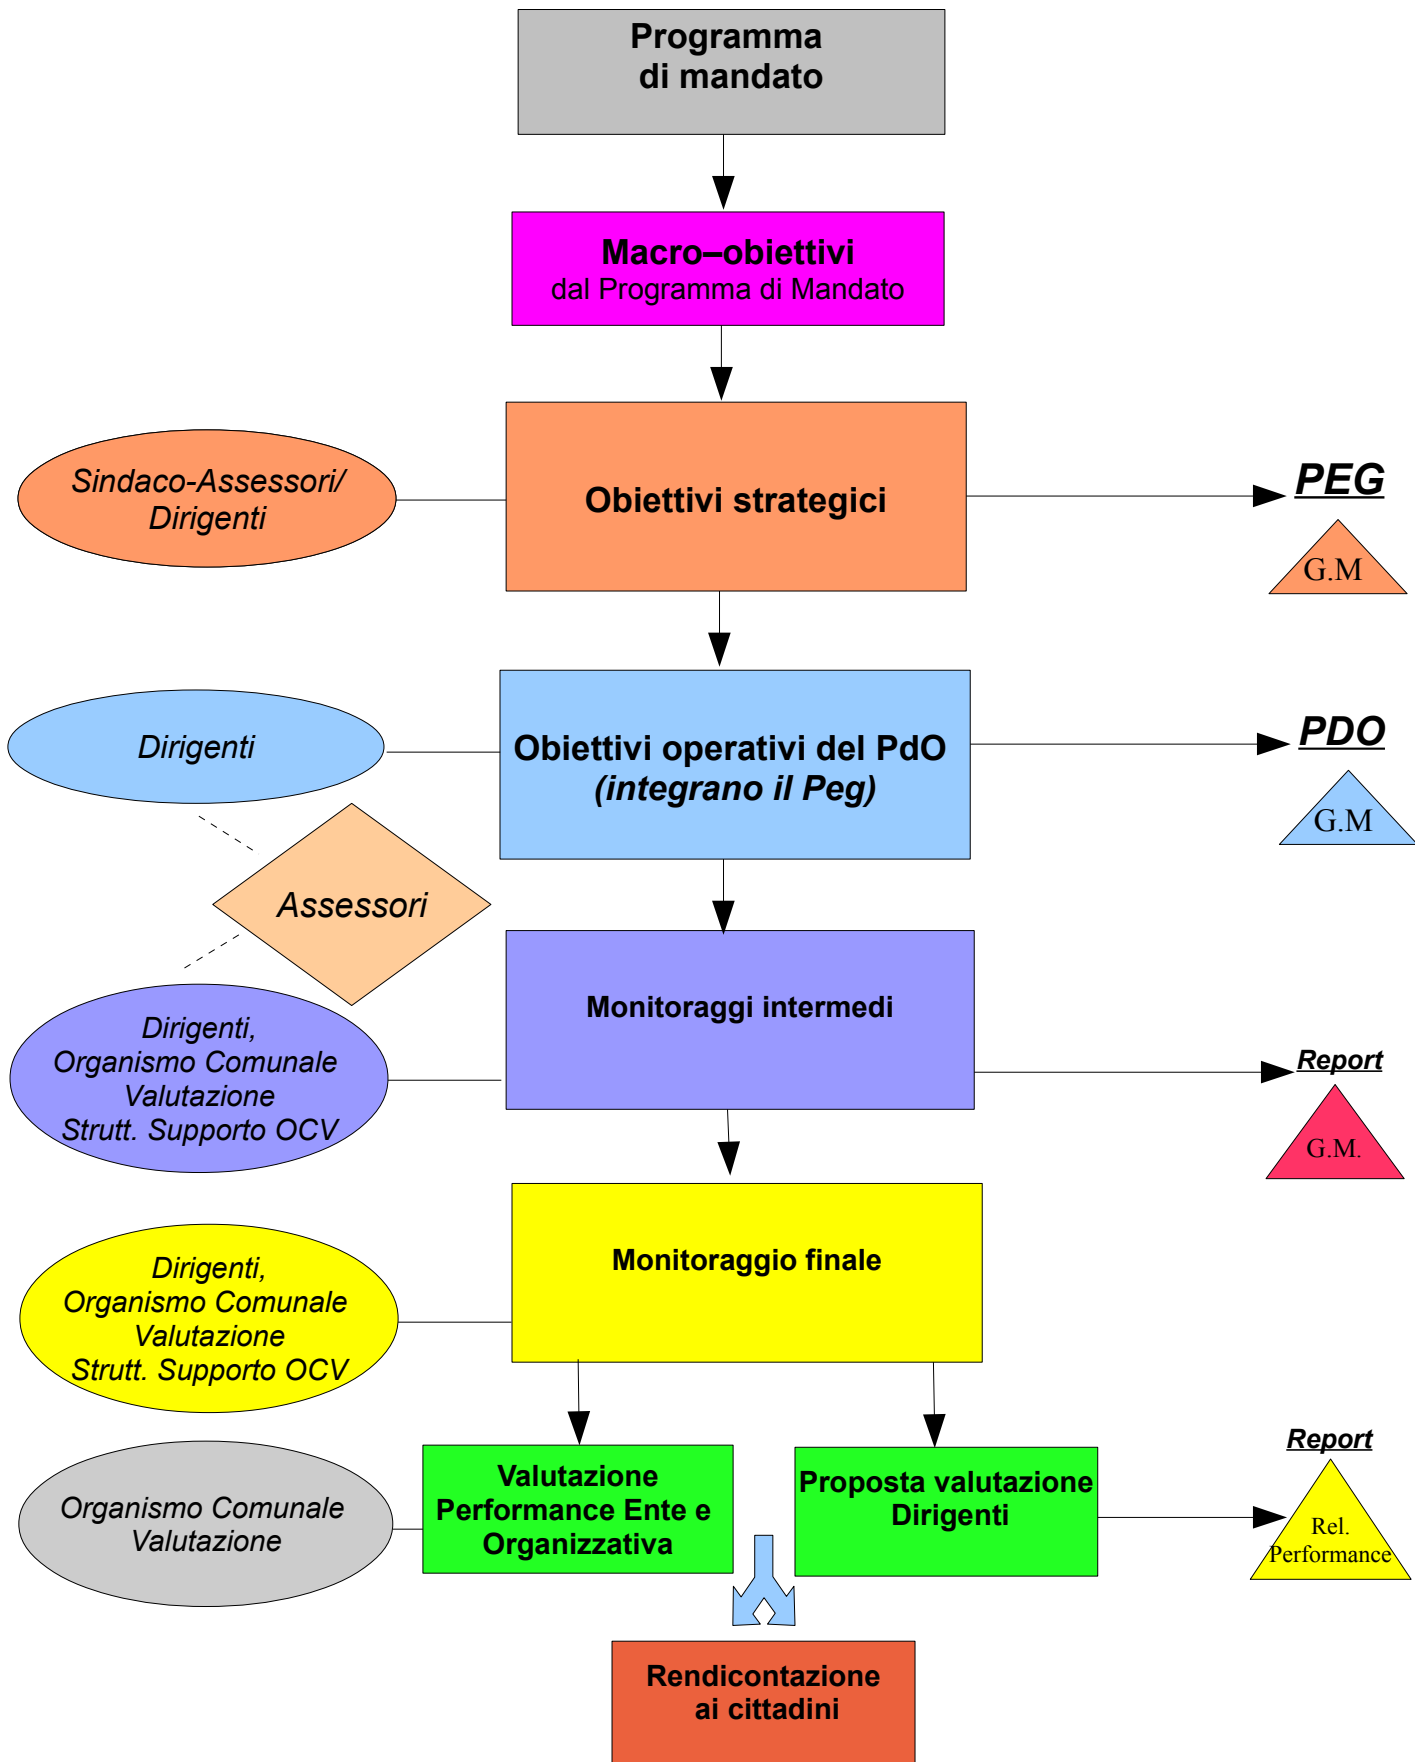 Programma
di mandato
Macro–obiettivi
dal Programma di Mandato
Sindaco-Assessori/
Dirigenti
Obiettivi strategici
PEG
G.M
Dirigenti
Obiettivi operativi del PdO
(integrano il Peg)
PDO
G.M
Assessori
Monitoraggi intermedi
Dirigenti,
Organismo Comunale
Valutazione
Strutt. Supporto OCV
Report
G.M.
Monitoraggio finale
Dirigenti,
Organismo Comunale
Valutazione
Strutt. Supporto OCV
Organismo Comunale
Valutazione
Valutazione
Performance Ente e
Organizzativa
Proposta valutazione
Dirigenti
Report
Rel.
Performance
Rendicontazione
ai cittadini